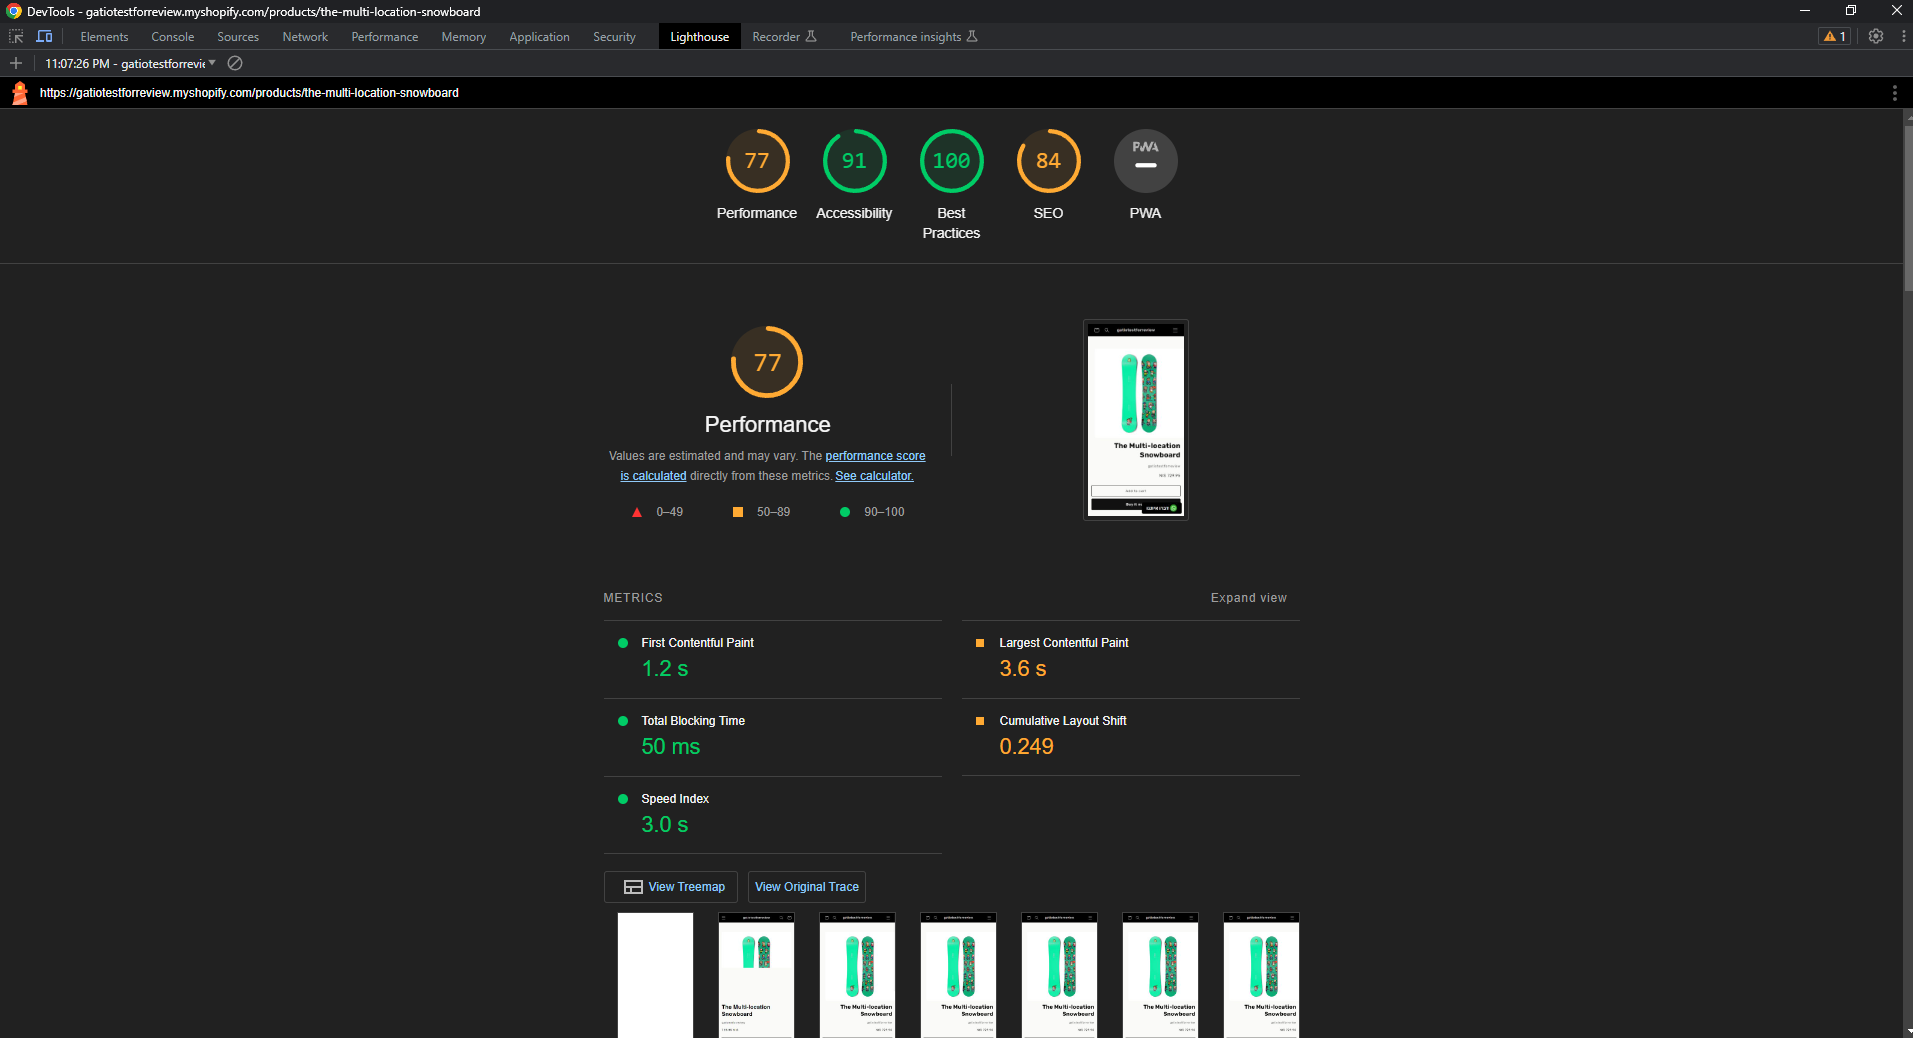 DevTools - gatiotestforreview.myshopify.com/products/the-multi-location-snowboard
Elements Console Sources Network Performance Memory Application Security Lighthouse Recorder Performance insights 1
11:07:26 PM - gatiotestforrevie
https://gatiotestforreview.myshopify.com/products/the-multi-location-snowboard
77 91 100 84 PWA
Performance Accessibility Best Practices SEO PWA
77
Performance
Values are estimated and may vary. The performance score
is calculated directly from these metrics. See calculator.
0–49 50–89 90–100
gatiotestforreview
The Multi-location
Snowboard
gatiotestforreview
Add to cart
METRICS Expand view
First Contentful Paint
1.2 s
Largest Contentful Paint
3.6 s
Total Blocking Time
50 ms
Cumulative Layout Shift
0.249
Speed Index
3.0 s
View Treemap View Original Trace
The Multi-location
Snowboard
The Multi-location
Snowboard
The Multi-location
Snowboard
The Multi-location
Snowboard
The Multi-location
Snowboard
The Multi-location
Snowboard